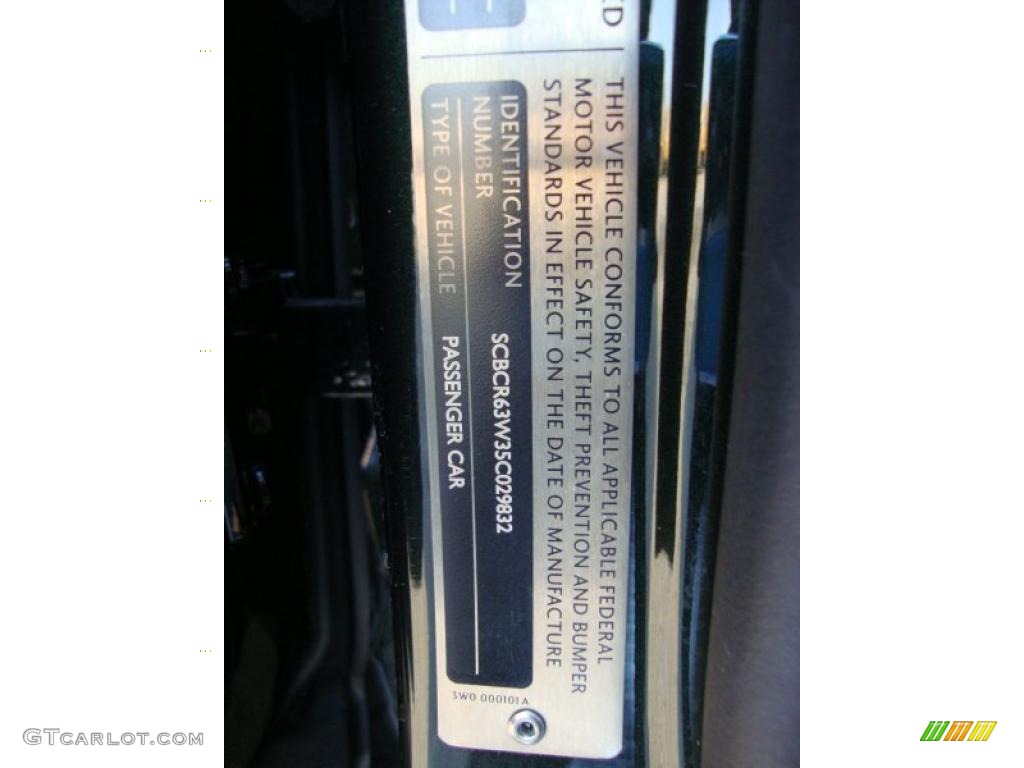 THIS VEHICLE CONFORMS TO ALL APPLICABLE FEDERAL
MOTOR VEHICLE SAFETY, THEFT PREVENTION AND BUMPER
STANDARDS IN EFFECT ON THE DATE OF MANUFACTURE
IDENTIFICATION
NUMBER SCBCR63W35C029832
TYPE OF VEHICLE PASSENGER CAR
3W0 000101A
GTCARLOT.COM